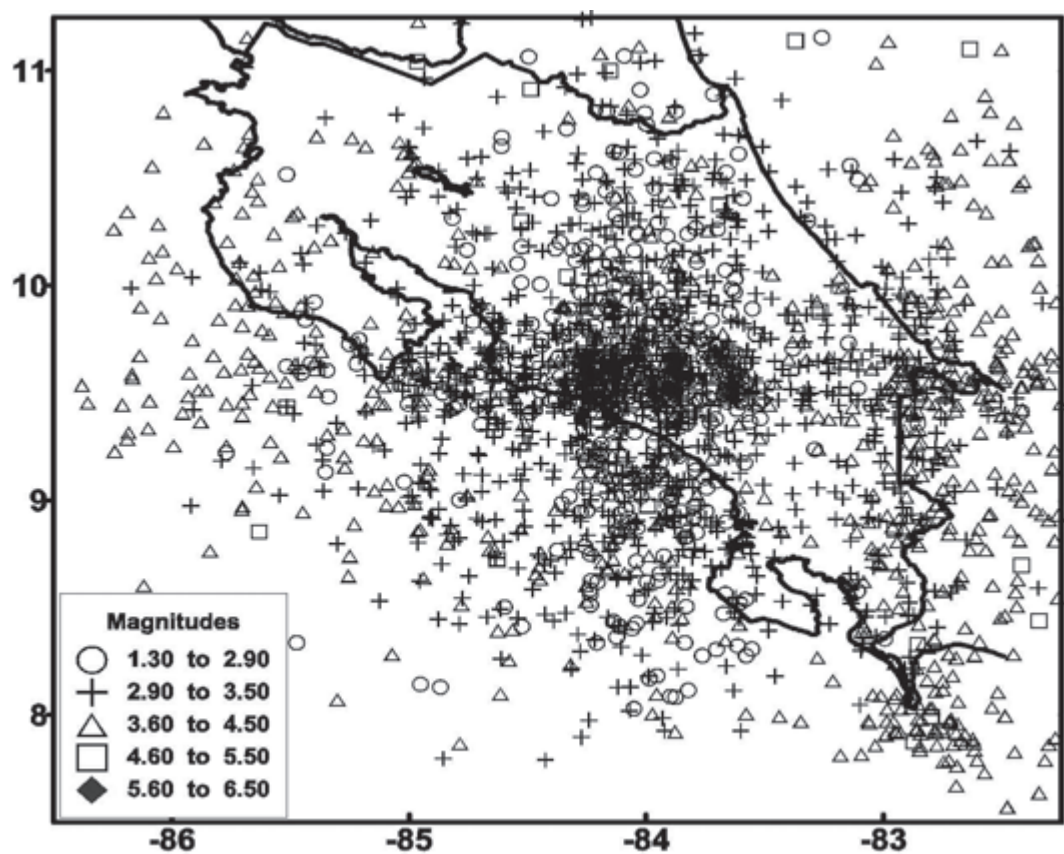 11
10
9
8
Magnitudes
1.30 to 2.90
2.90 to 3.50
3.60 to 4.50
4.60 to 5.50
5.60 to 6.50
-86 -85 -84 -83